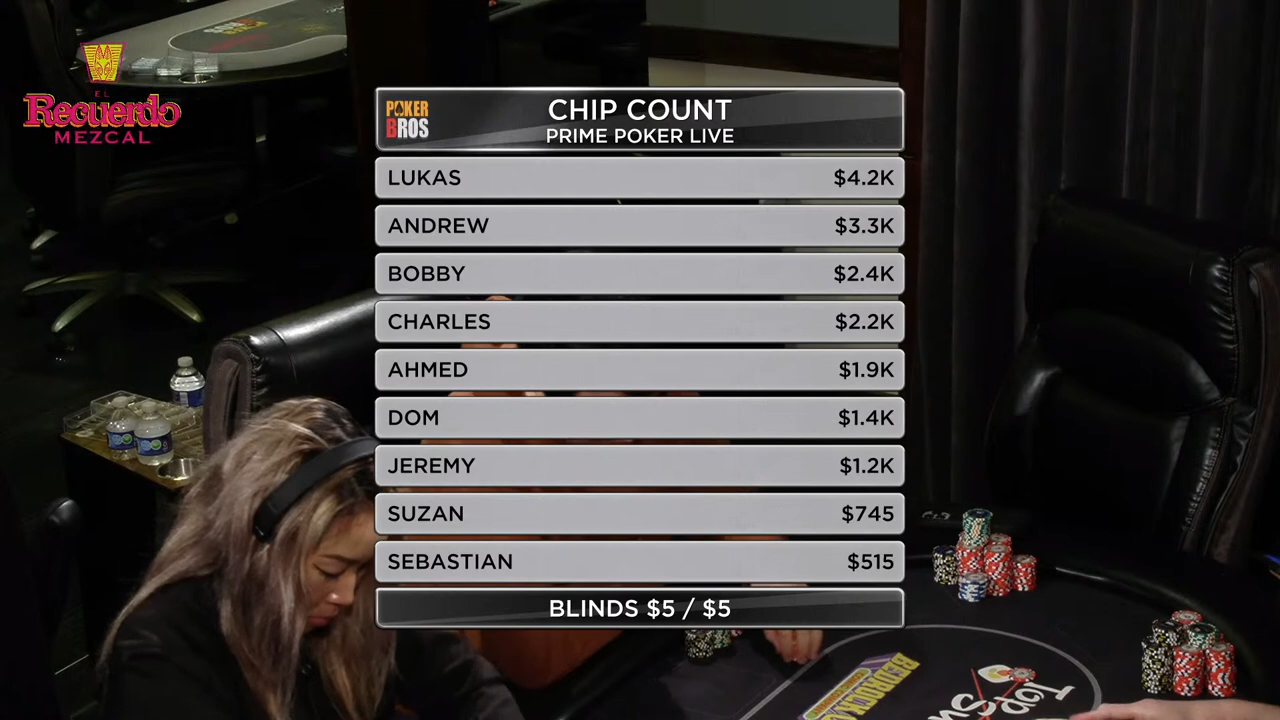 EL
Recuerdo
MEZCAL
POKER
BROS
CHIP COUNT
PRIME POKER LIVE
LUKAS $4.2K
ANDREW $3.3K
BOBBY $2.4K
CHARLES $2.2K
AHMED $1.9K
DOM $1.4K
JEREMY $1.2K
SUZAN $745
SEBASTIAN $515
BLINDS $5 / $5
TOP